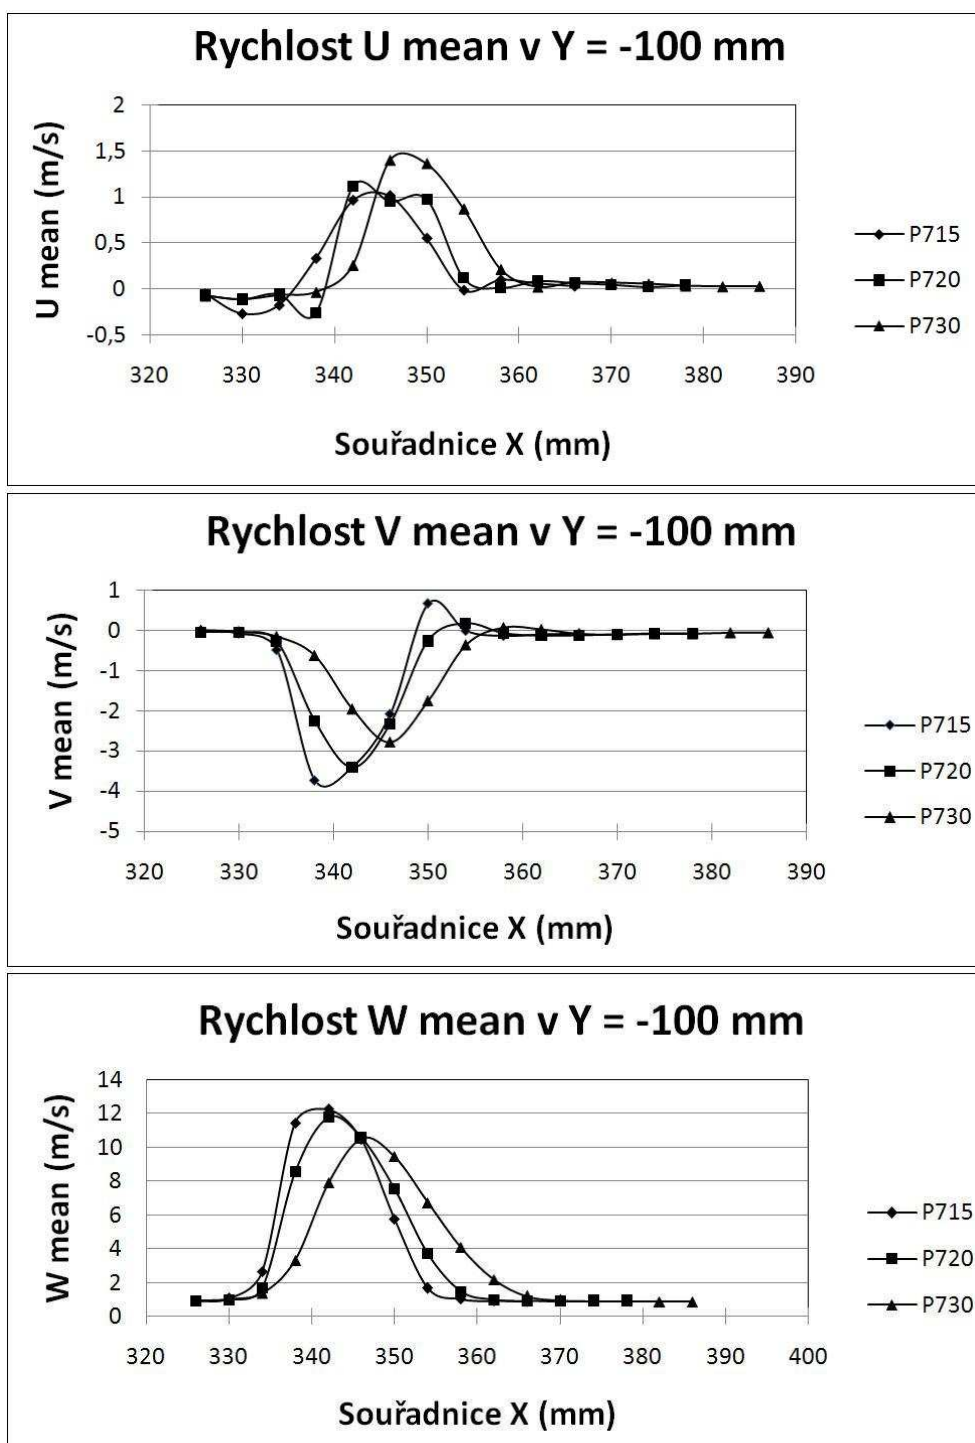 Rychlost U mean v Y = -100 mm
U mean (m/s)
2
1,5
1
0,5
0
-0,5
320 330 340 350 360 370 380 390
Souřadnice X (mm)
P715
P720
P730
Rychlost V mean v Y = -100 mm
V mean (m/s)
1
0
-1
-2
-3
-4
-5
320 330 340 350 360 370 380 390
Souřadnice X (mm)
P715
P720
P730
Rychlost W mean v Y = -100 mm
W mean (m/s)
14
12
10
8
6
4
2
0
320 330 340 350 360 370 380 390 400
Souřadnice X (mm)
P715
P720
P730